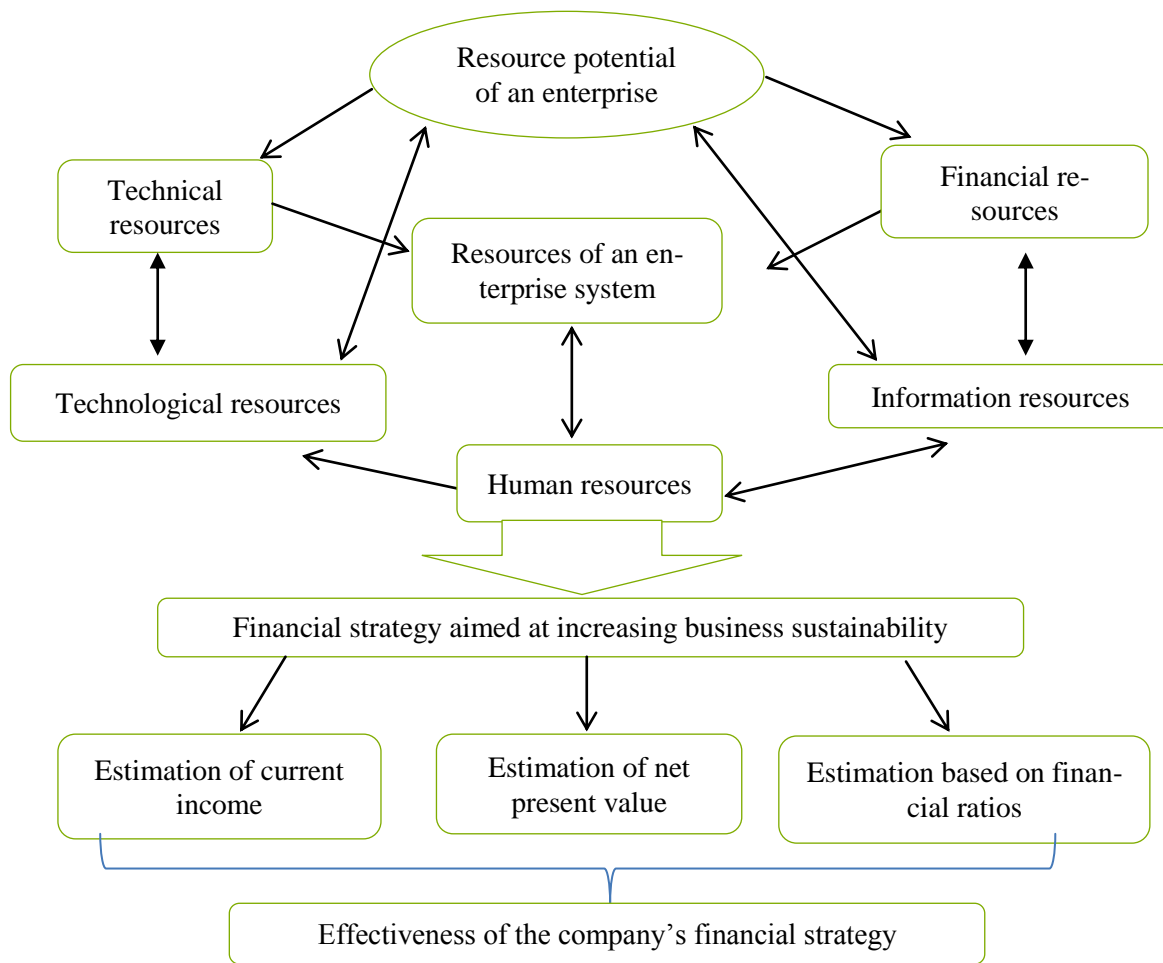 Resource potential
of an enterprise
Technical
resources
Financial re-
sources
Resources of an en-
terprise system
Technological resources
Information resources
Human resources
Financial strategy aimed at increasing business sustainability
Estimation of current
income
Estimation of net
present value
Estimation based on finan-
cial ratios
Effectiveness of the company’s financial strategy